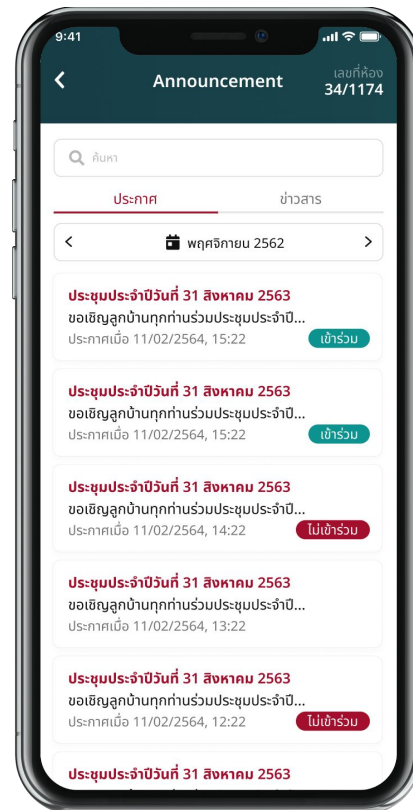 9:41
Announcement
เลขที่ห้อง
34/1174
ค้นหา
ประกาศ ข่าวสาร
พฤศจิกายน 2562
ประชุมประจำปีวันที่ 31 สิงหาคม 2563
ขอเชิญลูกบ้านทุกท่านร่วมประชุมประจำปี...
ประกาศเมื่อ 11/02/2564, 15:22 เข้าร่วม
ประชุมประจำปีวันที่ 31 สิงหาคม 2563
ขอเชิญลูกบ้านทุกท่านร่วมประชุมประจำปี...
ประกาศเมื่อ 11/02/2564, 15:22 เข้าร่วม
ประชุมประจำปีวันที่ 31 สิงหาคม 2563
ขอเชิญลูกบ้านทุกท่านร่วมประชุมประจำปี...
ประกาศเมื่อ 11/02/2564, 14:22 ไม่เข้าร่วม
ประชุมประจำปีวันที่ 31 สิงหาคม 2563
ขอเชิญลูกบ้านทุกท่านร่วมประชุมประจำปี...
ประกาศเมื่อ 11/02/2564, 13:22
ประชุมประจำปีวันที่ 31 สิงหาคม 2563
ขอเชิญลูกบ้านทุกท่านร่วมประชุมประจำปี...
ประกาศเมื่อ 11/02/2564, 12:22 ไม่เข้าร่วม
ประชุมประจำปีวันที่ 31 สิงหาคม 2563